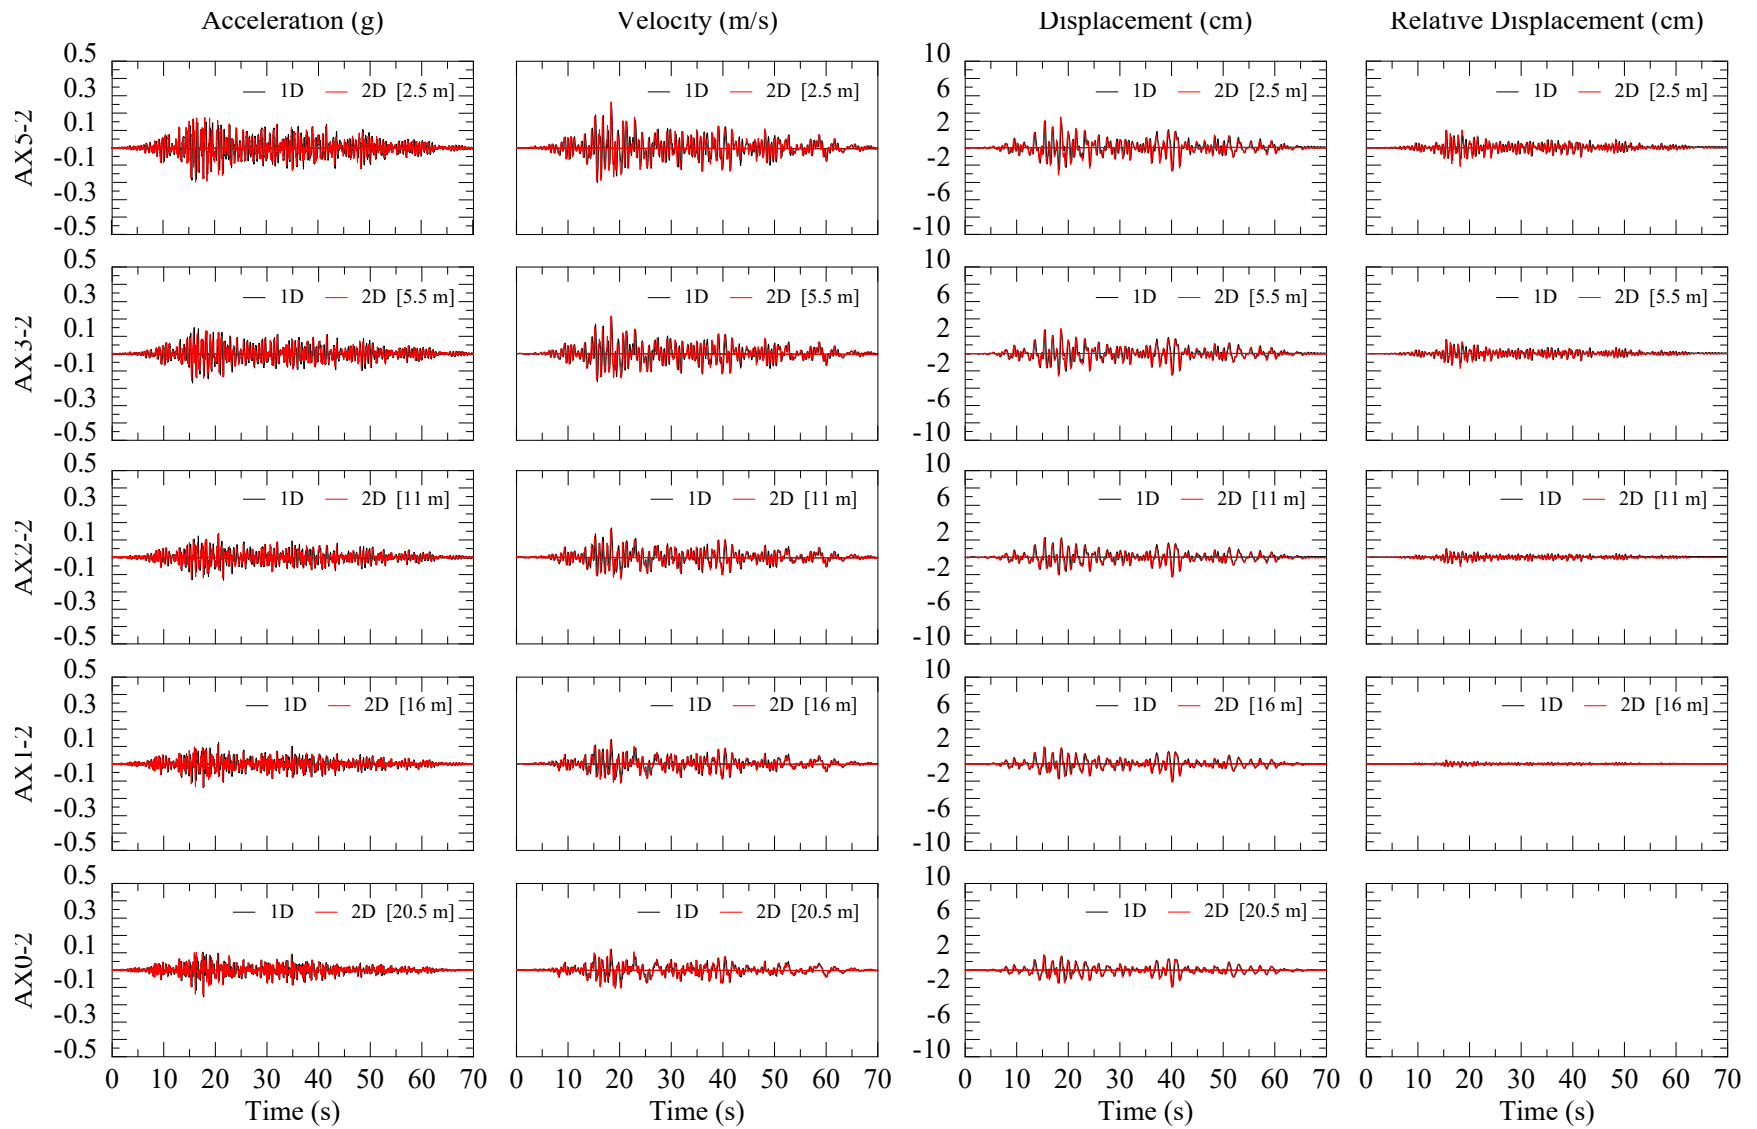 Acceleration (g) Velocity (m/s) Displacement (cm) Relative Displacement (cm)
AX5-2
0.5 0.3 0.1 -0.1 -0.3 -0.5
1D 2D [2.5 m]
1D 2D [2.5 m]
10 6 2 -2 -6 -10
1D 2D [2.5 m]
1D 2D [2.5 m]
AX3-2
0.5 0.3 0.1 -0.1 -0.3 -0.5
1D 2D [5.5 m]
1D 2D [5.5 m]
10 6 2 -2 -6 -10
1D 2D [5.5 m]
1D 2D [5.5 m]
AX2-2
0.5 0.3 0.1 -0.1 -0.3 -0.5
1D 2D [11 m]
1D 2D [11 m]
10 6 2 -2 -6 -10
1D 2D [11 m]
1D 2D [11 m]
AX1-2
0.5 0.3 0.1 -0.1 -0.3 -0.5
1D 2D [16 m]
1D 2D [16 m]
10 6 2 -2 -6 -10
1D 2D [16 m]
1D 2D [16 m]
AX0-2
0.5 0.3 0.1 -0.1 -0.3 -0.5
1D 2D [20.5 m]
1D 2D [20.5 m]
10 6 2 -2 -6 -10
1D 2D [20.5 m]
0 10 20 30 40 50 60 70
0 10 20 30 40 50 60 70
0 10 20 30 40 50 60 70
0 10 20 30 40 50 60 70
Time (s) Time (s) Time (s) Time (s)